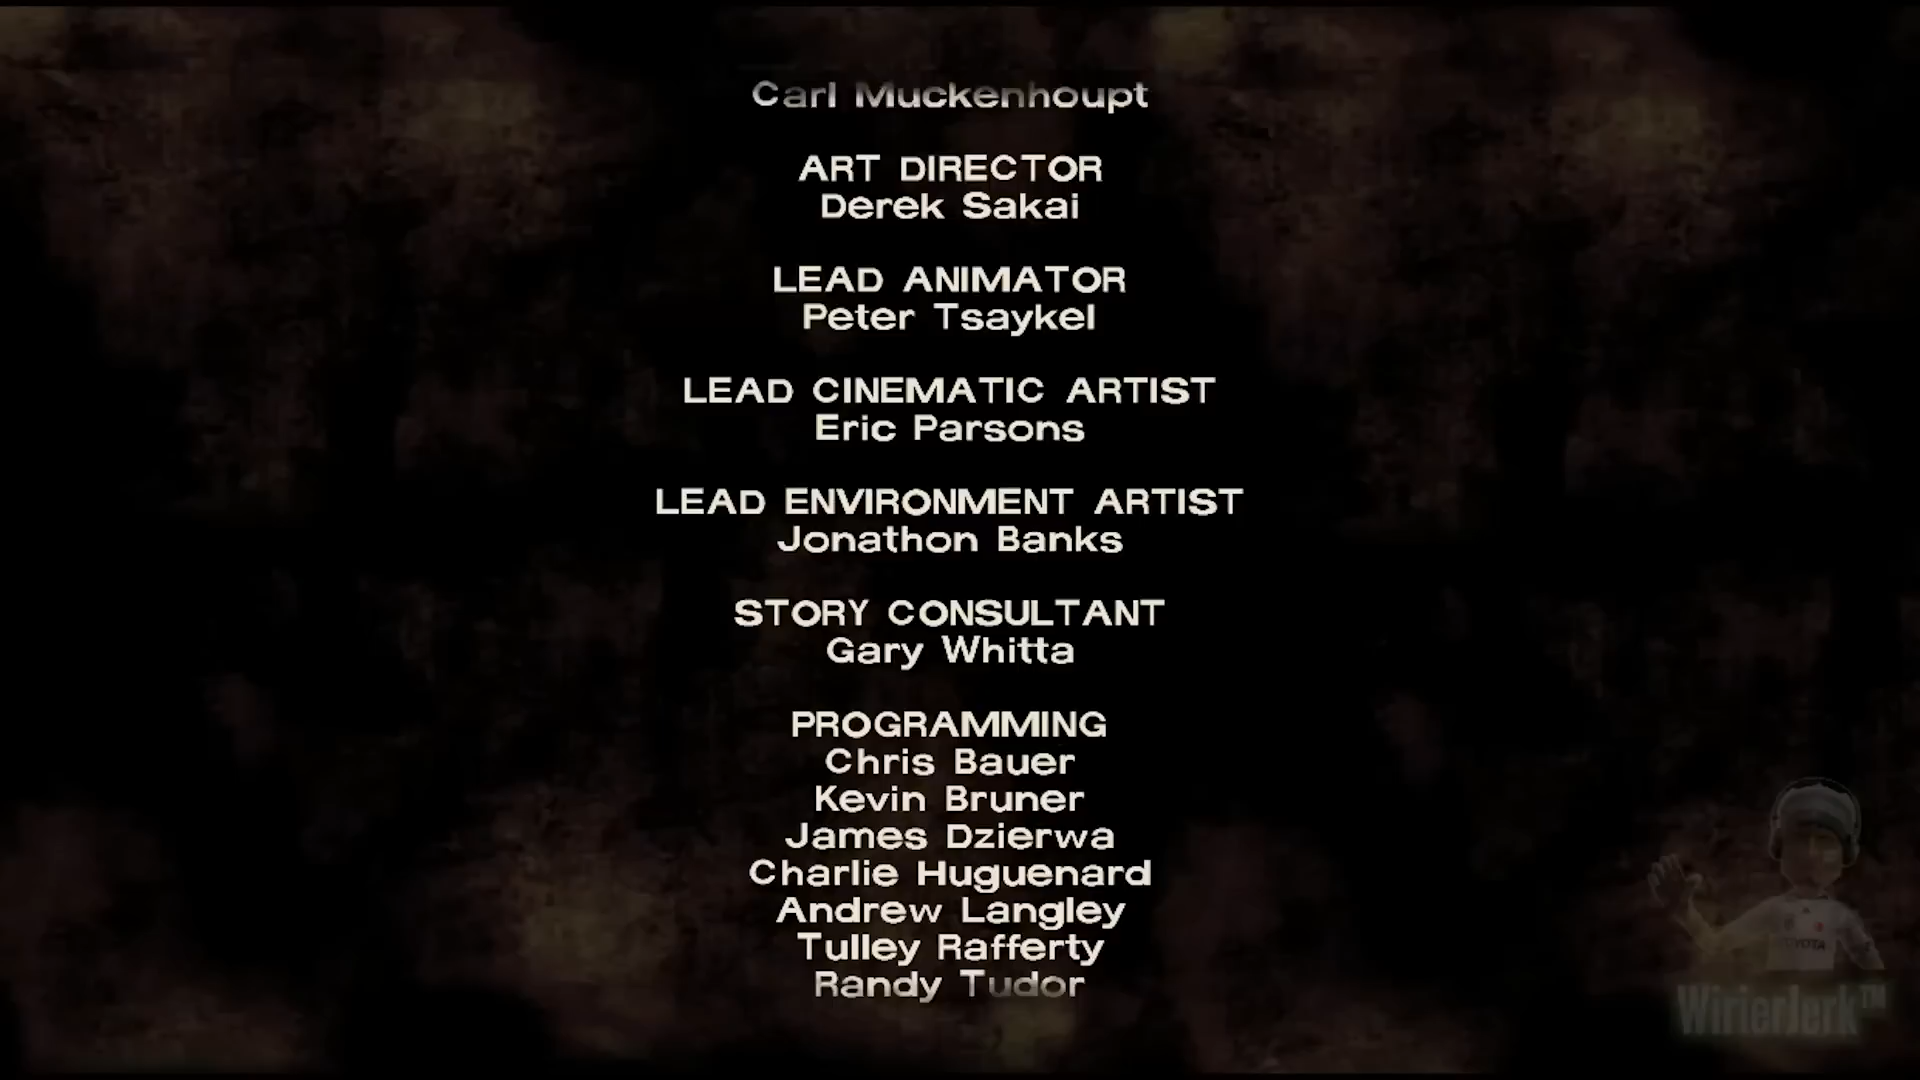 Carl Muckenhoupt
ART DIRECTOR
Derek Sakai
LEAD ANIMATOR
Peter Tsaykel
LEAD CINEMATIC ARTIST
Eric Parsons
LEAD ENVIRONMENT ARTIST
Jonathon Banks
STORY CONSULTANT
Gary Whitta
PROGRAMMING
Chris Bauer
Kevin Bruner
James Dzierwa
Charlie Huguenard
Andrew Langley
Tulley Rafferty
Randy Tudor
TOYOTA
WirierJerk™